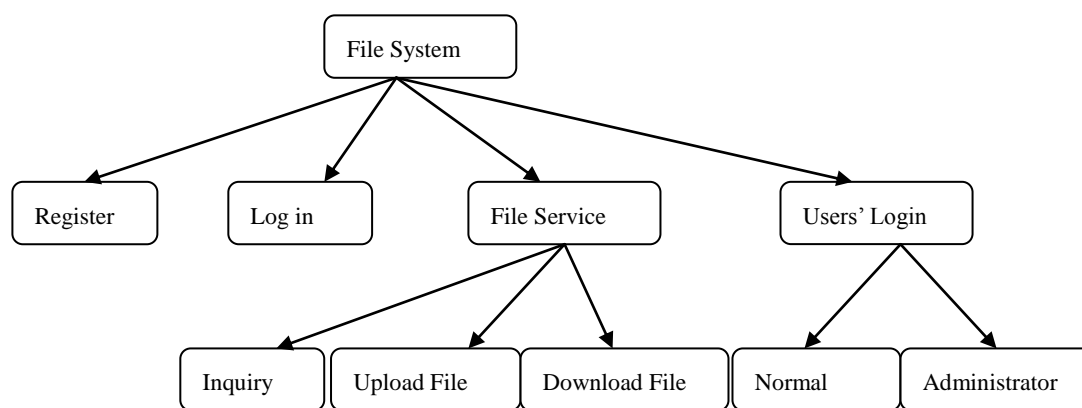 File System
Register
Log in
File Service
Users’ Login
Inquiry
Upload File
Download File
Normal
Administrator